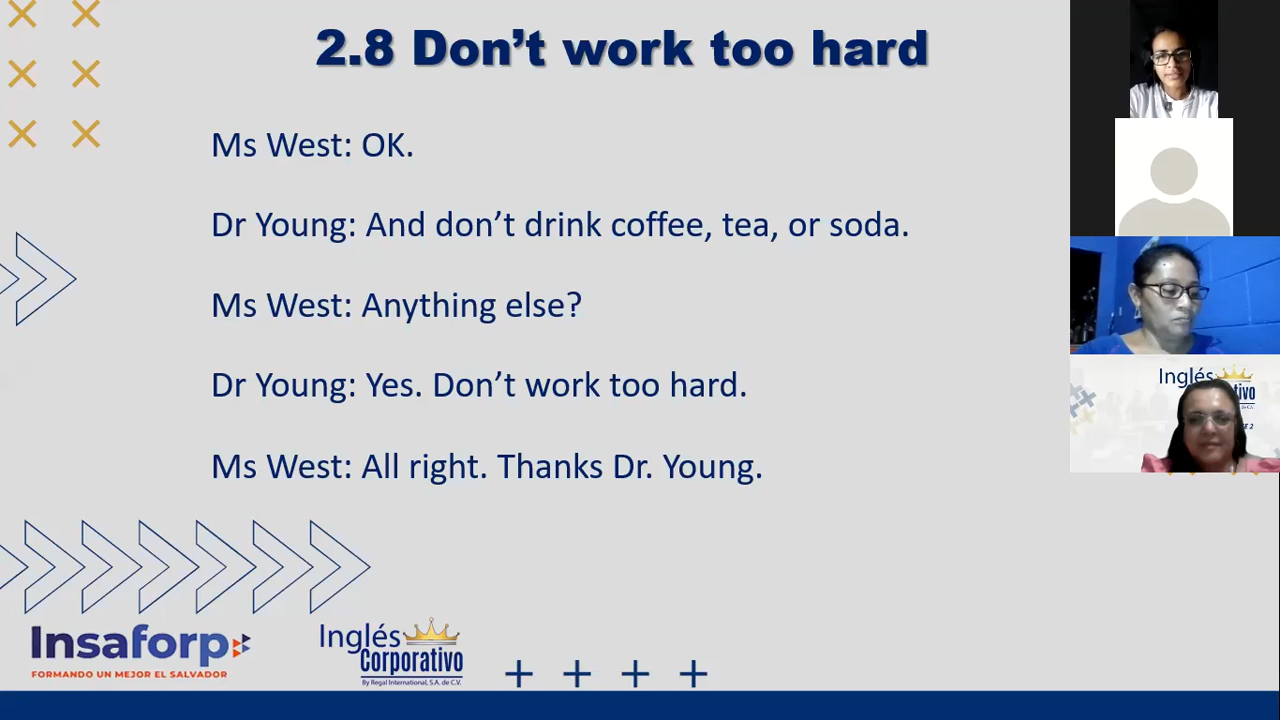 2.8 Don't work too hard
Ms West: OK.
Dr Young: And don't drink coffee, tea, or soda.
Ms West: Anything else?
Dr Young: Yes. Don't work too hard.
Ms West: All right. Thanks Dr. Young.
Inglés
Insaforp
FORMANDO UN MEJOR EL SALVADOR
Inglés
Corporativo
By Regal International, S.A. de C.V.